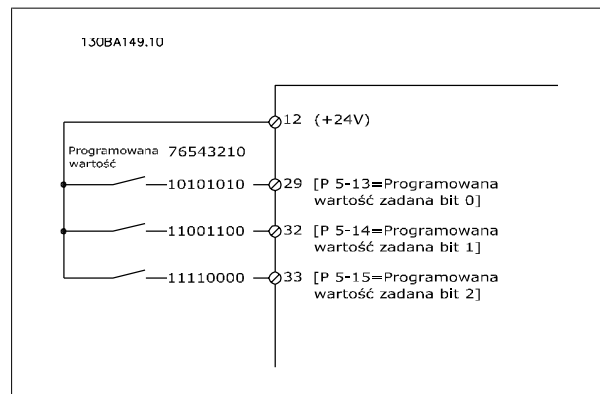 130BA149.10
12 (+24V)
Programowana 76543210
wartość
10101010 29 [P 5-13=Programowana
wartość zadana bit 0]
11001100 32 [P 5-14=Programowana
wartość zadana bit 1]
11110000 33 [P 5-15=Programowana
wartość zadana bit 2]